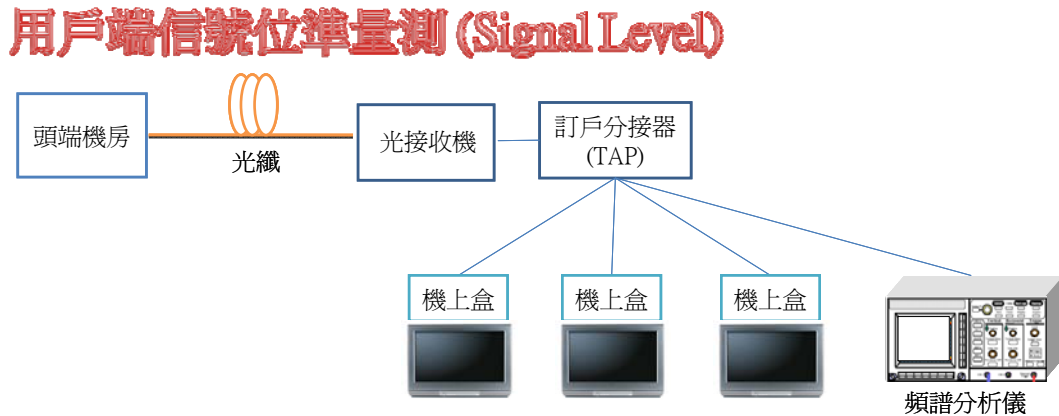 用戶端信號位準量測 (Signal Level)
頭端機房
光纖
光接收機
訂戶分接器
(TAP)
機上盒
機上盒
機上盒
頻譜分析儀